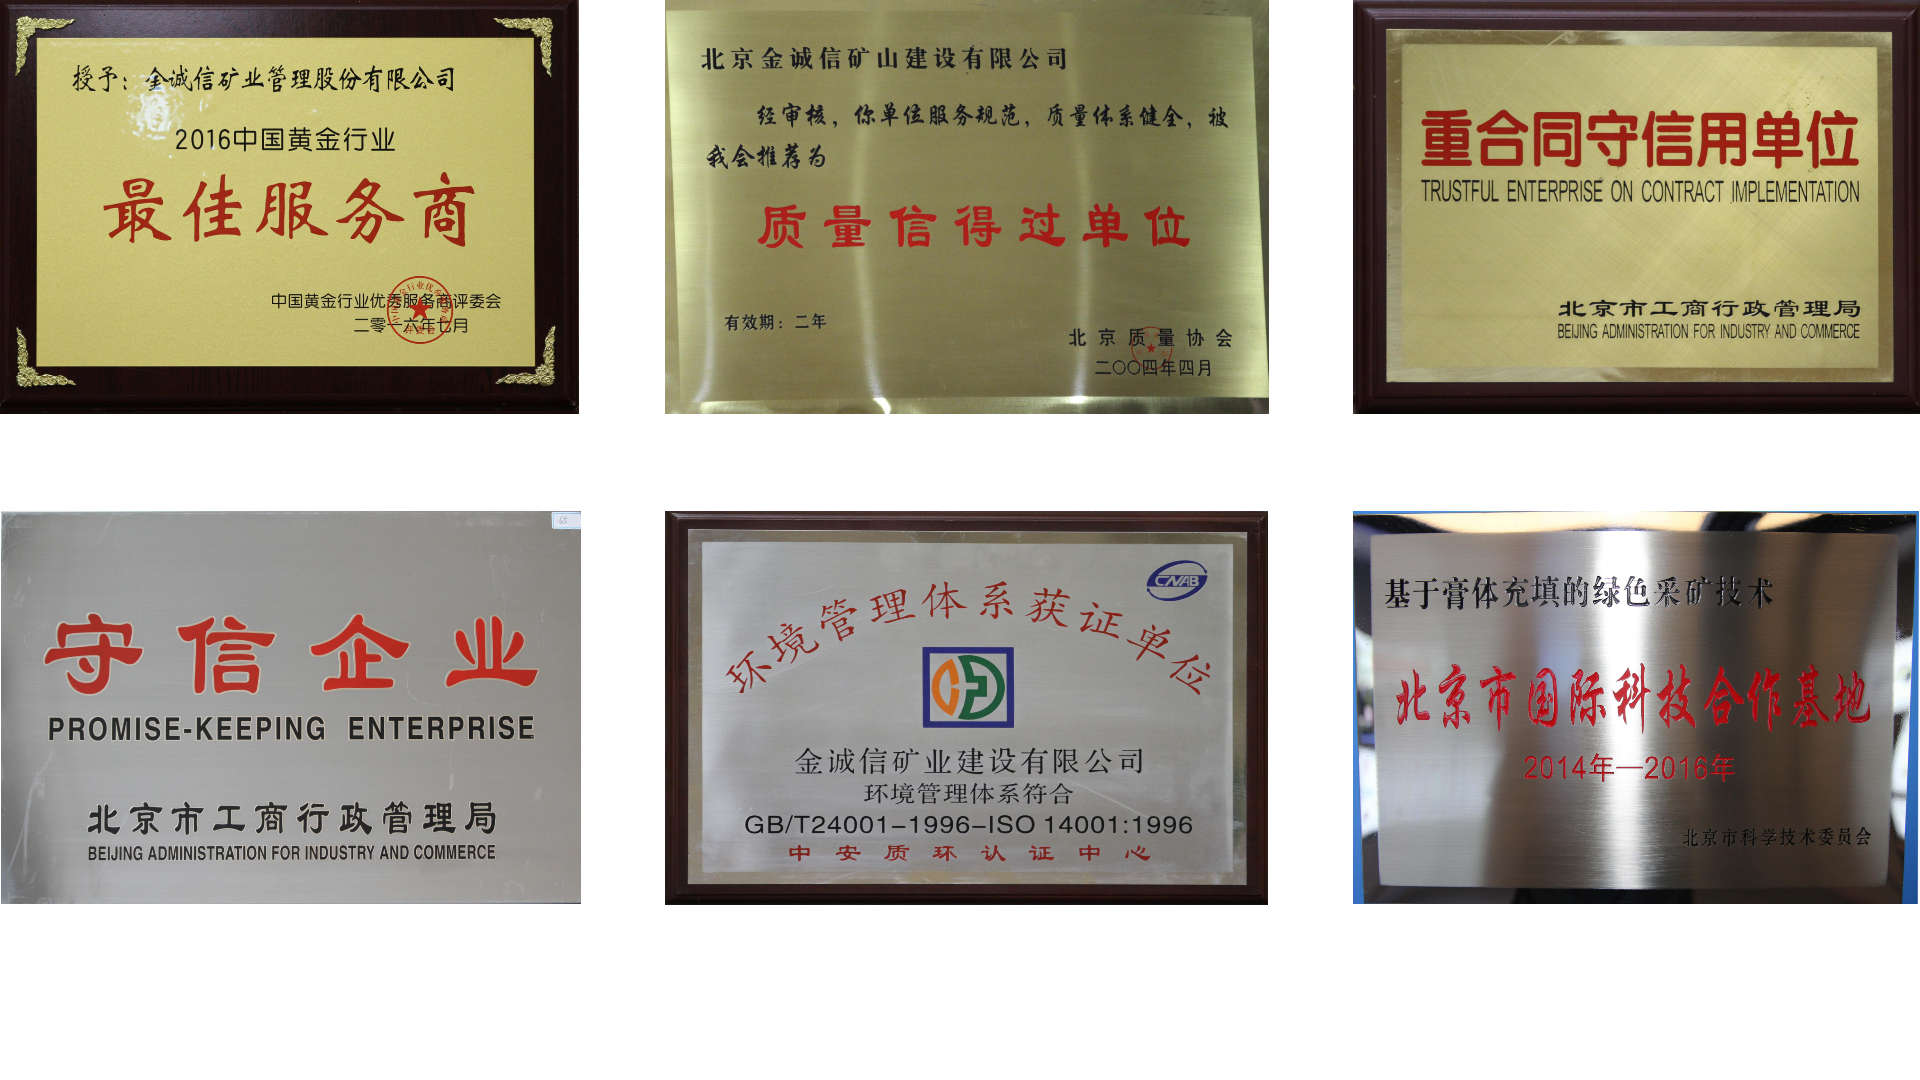 授予：金诚信矿业管理股份有限公司
2016中国黄金行业
最佳服务商
中国黄金行业优秀服务商评委会
二零一六年七月
北京金诚信矿山建设有限公司
经审核，你单位服务规范，质量体系健全，被
我会推荐为
质量信得过单位
有效期：二年
北京质量协会
二〇〇四年四月
重合同守信用单位
TRUSTFUL ENTERPRISE ON CONTRACT IMPLEMENTATION
北京市工商行政管理局
BEIJING ADMINISTRATION FOR INDUSTRY AND COMMERCE
守信企业
PROMISE-KEEPING ENTERPRISE
北京市工商行政管理局
BEIJING ADMINISTRATION FOR INDUSTRY AND COMMERCE
CNAB
环境管理体系获证单位
金诚信矿业建设有限公司
环境管理体系符合
GB/T24001-1996-ISO 14001:1996
中安质环认证中心
基于膏体充填的绿色采矿技术
北京市国际科技合作基地
2014年—2016年
北京市科学技术委员会